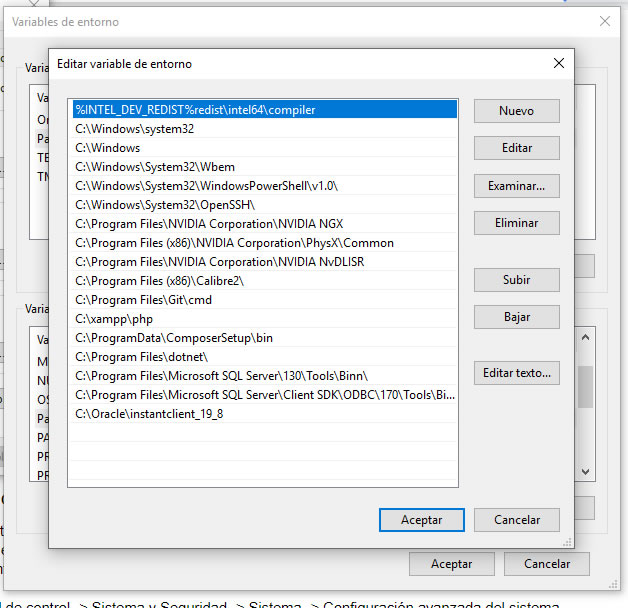 Variables de entorno
Editar variable de entorno
%INTEL_DEV_REDIST%redist\intel64\compiler
C:\Windows\system32
C:\Windows
C:\Windows\System32\Wbem
C:\Windows\System32\WindowsPowerShell\v1.0\
C:\Windows\System32\OpenSSH\
C:\Program Files\NVIDIA Corporation\NVIDIA NGX
C:\Program Files (x86)\NVIDIA Corporation\PhysX\Common
C:\Program Files\NVIDIA Corporation\NVIDIA NvDLISR
C:\Program Files (x86)\Calibre2\
C:\Program Files\Git\cmd
C:\xampp\php
C:\ProgramData\ComposerSetup\bin
C:\Program Files\dotnet\
C:\Program Files\Microsoft SQL Server\130\Tools\Binn\
C:\Program Files\Microsoft SQL Server\Client SDK\ODBC\170\Tools\Bi...
C:\Oracle\instantclient_19_8
Nuevo
Editar
Examinar...
Eliminar
Subir
Bajar
Editar texto...
Aceptar
Cancelar
Varia
Va
On
Pa
TE
TM
Varia
Va
M
NU
OS
Pa
PA
PR
PR
Aceptar
Cancelar
de control -> Sistema y Seguridad -> Sistema -> Configuración avanzada del sistema